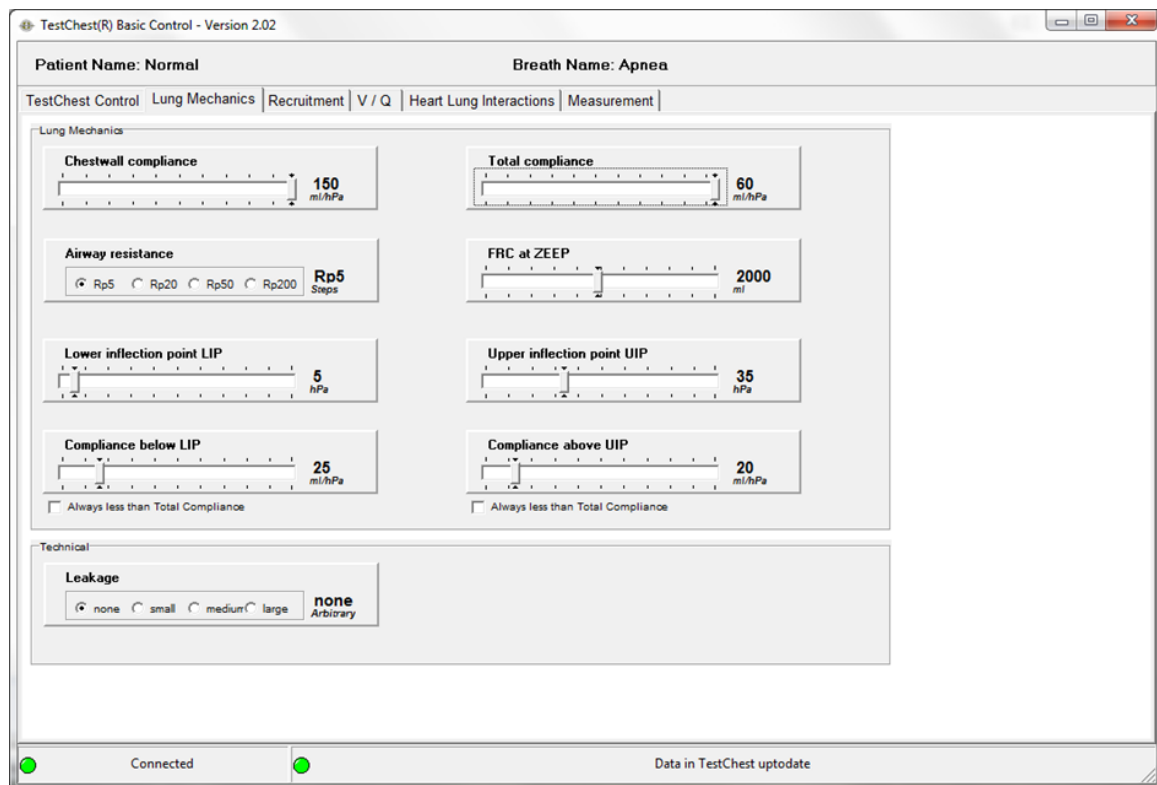 TestChest(R) Basic Control - Version 2.02
Patient Name: Normal
Breath Name: Apnea
TestChest Control
Lung Mechanics
Recruitment
V / Q
Heart Lung Interactions
Measurement
Lung Mechanics
Chestwall compliance
150
ml/hPa
Total compliance
60
ml/hPa
Airway resistance
Rp5 Rp20 Rp50 Rp200
Rp5
Steps
FRC at ZEEP
2000
ml
Lower inflection point LIP
5
hPa
Upper inflection point UIP
35
hPa
Compliance below LIP
25
ml/hPa
Always less than Total Compliance
Compliance above UIP
20
ml/hPa
Always less than Total Compliance
Technical
Leakage
none small medium large
none
Arbitrary
Connected
Data in TestChest uptodate